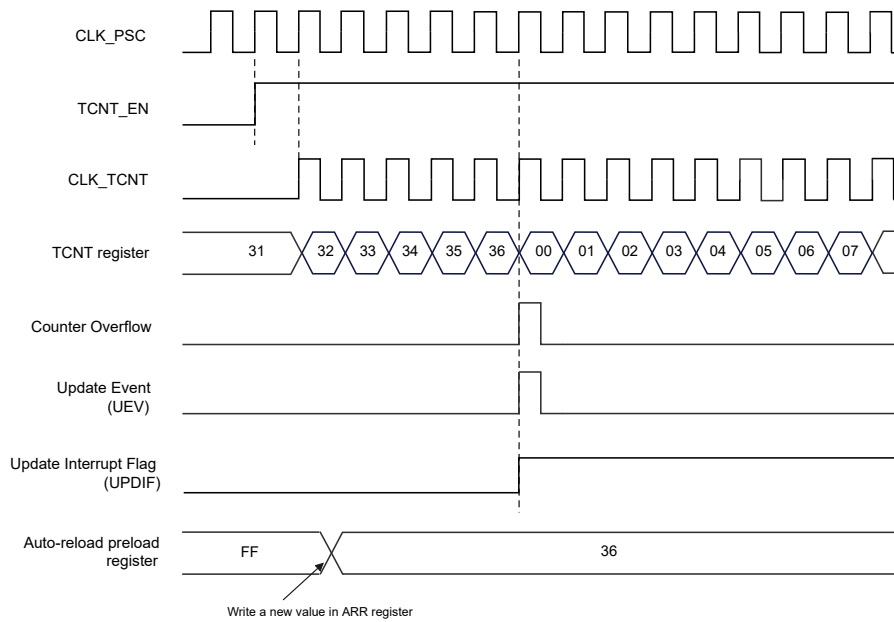 CLK_PSC
TCNT_EN
CLK_TCNT
TCNT register 31 32 33 34 35 36 00 01 02 03 04 05 06 07
Counter Overflow
Update Event
(UEV)
Update Interrupt Flag
(UPDIF)
Auto-reload preload
register
FF 36
Write a new value in ARR register